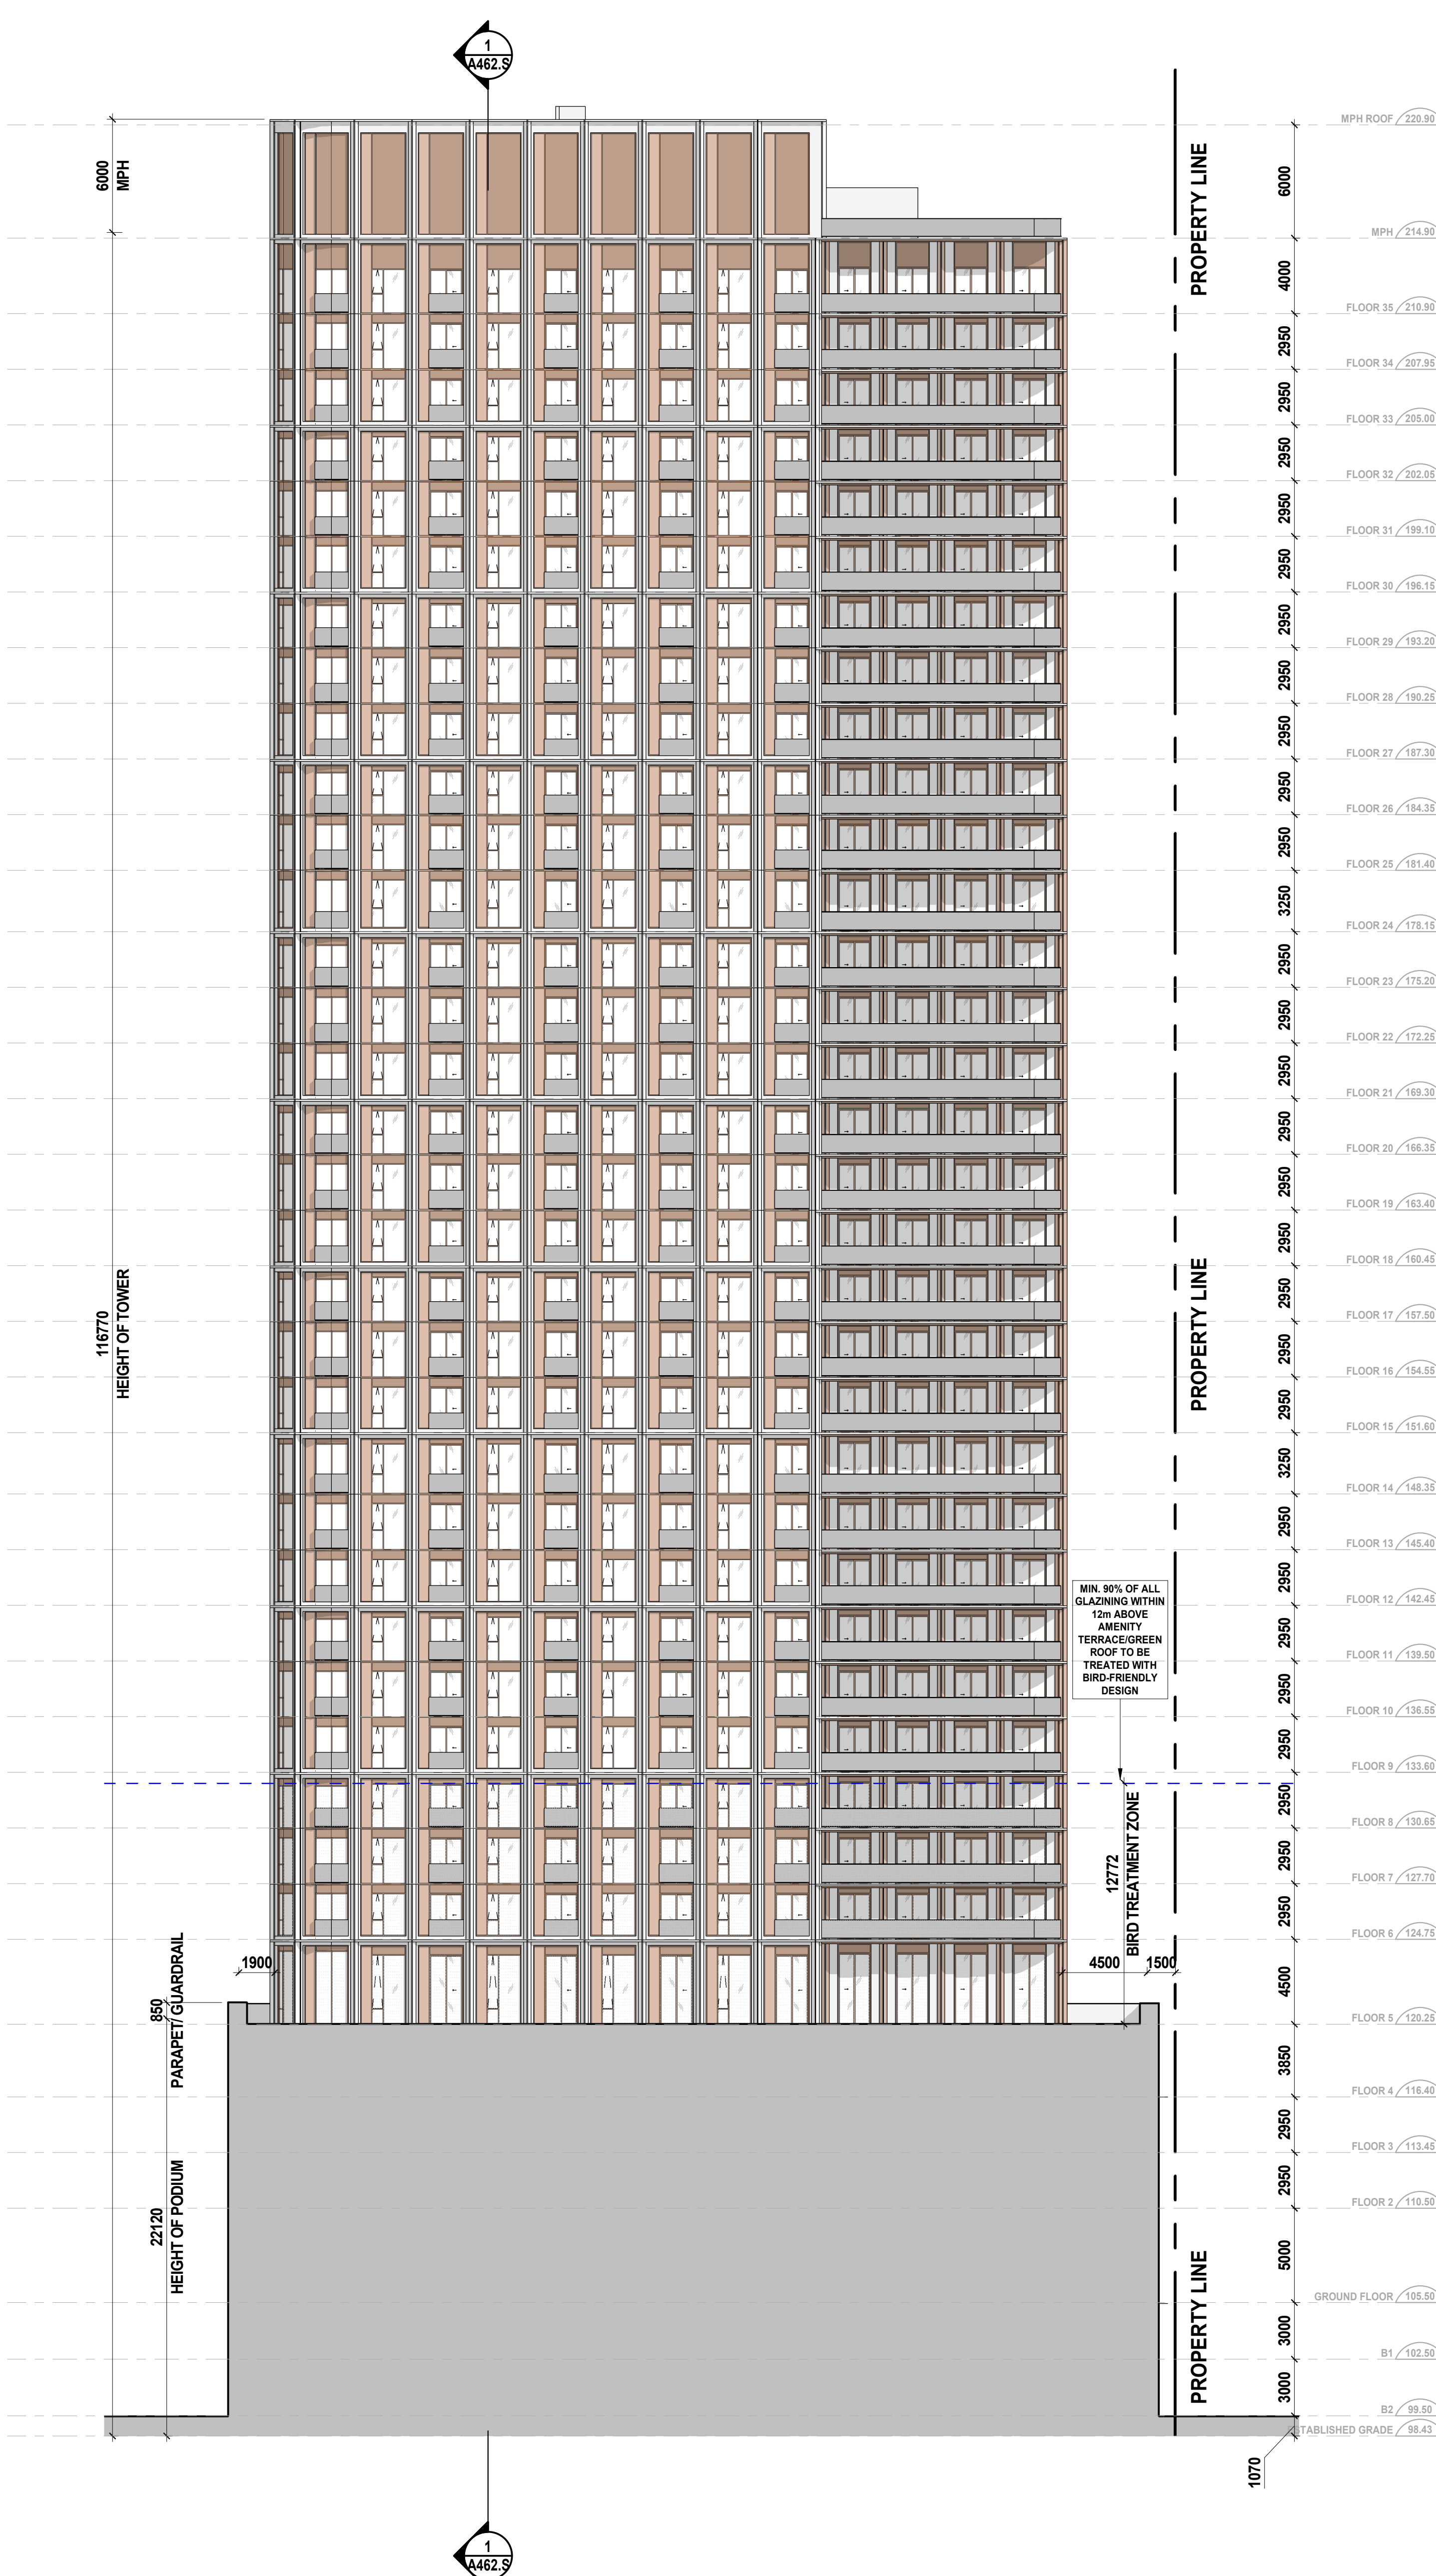 1
A462.S
6000
MPH
116770
HEIGHT OF TOWER
850
PARAPET/ GUARDRAIL
22120
HEIGHT OF PODIUM
1900
PROPERTY LINE
PROPERTY LINE
PROPERTY LINE
MIN. 90% OF ALL
GLAZINING WITHIN
12m ABOVE
AMENITY
TERRACE/GREEN
ROOF TO BE
TREATED WITH
BIRD-FRIENDLY
DESIGN
12772
BIRD TREATMENT ZONE
4500
1500
MPH ROOF 220.90
6000
MPH 214.90
4000
FLOOR 35 210.90
2950
FLOOR 34 207.95
2950
FLOOR 33 205.00
2950
FLOOR 32 202.05
2950
FLOOR 31 199.10
2950
FLOOR 30 196.15
2950
FLOOR 29 193.20
2950
FLOOR 28 190.25
2950
FLOOR 27 187.30
2950
FLOOR 26 184.35
2950
FLOOR 25 181.40
3250
FLOOR 24 178.15
2950
FLOOR 23 175.20
2950
FLOOR 22 172.25
2950
FLOOR 21 169.30
2950
FLOOR 20 166.35
2950
FLOOR 19 163.40
2950
FLOOR 18 160.45
2950
FLOOR 17 157.50
2950
FLOOR 16 154.55
2950
FLOOR 15 151.60
3250
FLOOR 14 148.35
2950
FLOOR 13 145.40
2950
FLOOR 12 142.45
2950
FLOOR 11 139.50
2950
FLOOR 10 136.55
2950
FLOOR 9 133.60
2950
FLOOR 8 130.65
2950
FLOOR 7 127.70
2950
FLOOR 6 124.75
4500
FLOOR 5 120.25
3850
FLOOR 4 116.40
2950
FLOOR 3 113.45
2950
FLOOR 2 110.50
5000
GROUND FLOOR 105.50
3000
B1 102.50
3000
B2 99.50
ESTABLISHED GRADE 98.43
1070
1
A462.S